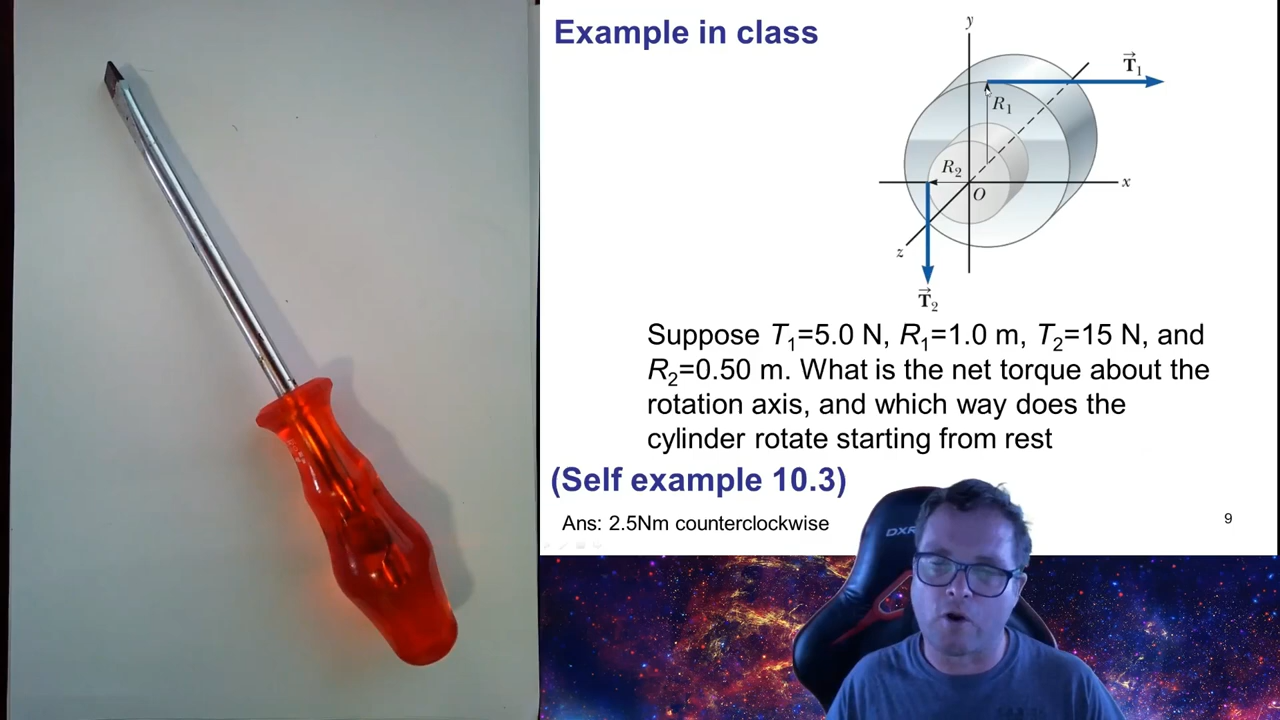 Example in class
y
T₁
R₁
R₂
x
O
z
T₂
Suppose T₁=5.0 N, R₁=1.0 m, T₂=15 N, and
R₂=0.50 m. What is the net torque about the
rotation axis, and which way does the
cylinder rotate starting from rest
(Self example 10.3)
Ans: 2.5Nm counterclockwise
9